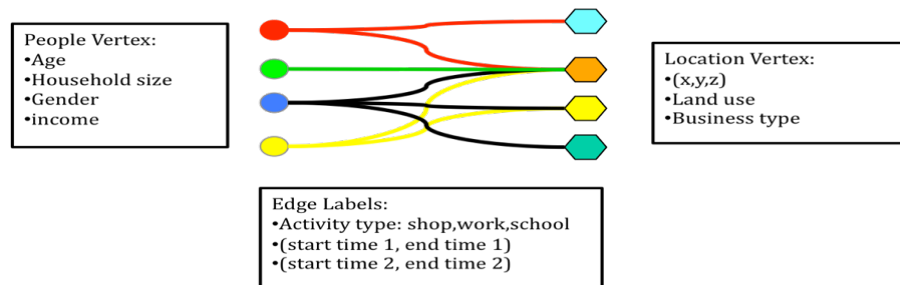 People Vertex:
•Age
•Household size
•Gender
•income
Location Vertex:
•(x,y,z)
•Land use
•Business type
Edge Labels:
•Activity type: shop,work,school
•(start time 1, end time 1)
•(start time 2, end time 2)